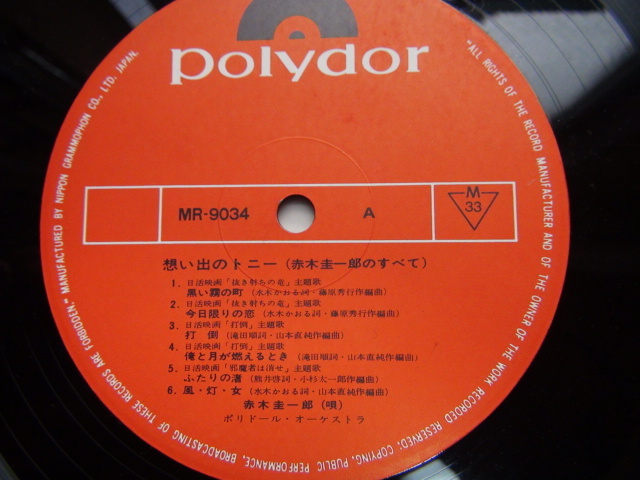 polydor
MR-9034
A
M
33
想い出のトニー (赤木圭一郎のすべて)
1. 日活映画「抜き射ちの竜」主題歌
黒い霧の町 (水木かおる詞・藤原秀行作編曲)
2. 日活映画「抜き射ちの竜」主題歌
今日限りの恋 (水木かおる詞・藤原秀行作編曲)
3. 日活映画「打倒」主題歌
打 倒 (滝田順詞・山本直純作編曲)
4. 日活映画「打倒」主題歌
俺と月が燃えるとき (滝田順詞・山本直純作編曲)
5. 日活映画「邪魔者は消せ」主題歌
ふたりの渚 (熊井啓詞・小杉太一郎作編曲)
6. 風・灯・女 (水木かおる詞・山本直純作編曲)
赤木圭一郎 (唄)
ポリドール・オーケストラ
"ALL RIGHTS OF THE RECORD MANUFACTURER AND OF THE OWNER OF THE WORK RECORDED RESERVED; COPYING, PUBLIC PERFORMANCE, BROADCASTING OF THESE RECORDS ARE FORBIDDEN." MANUFACTURED BY NIPPON GRAMMOPHON CO., LTD. JAPAN.